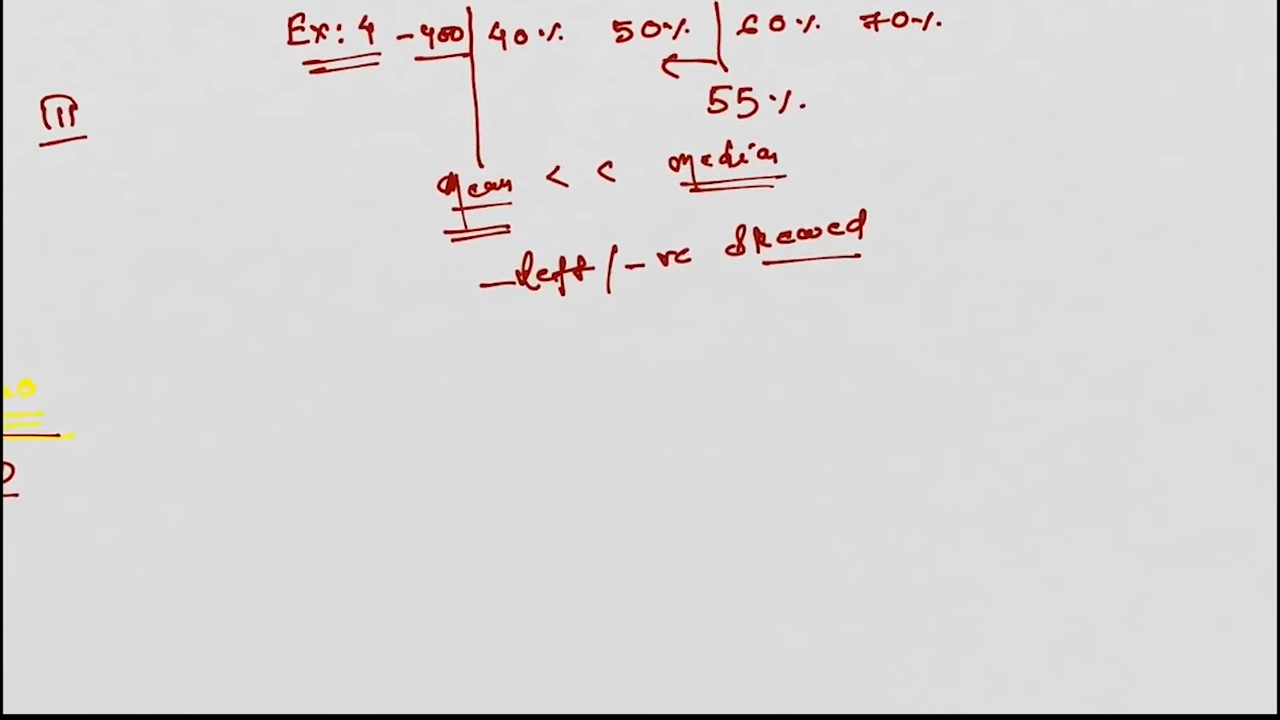 Ex: 4 -400 40% 50% 60% 70%
55%
III
mean < < median
- left / -ve skewed